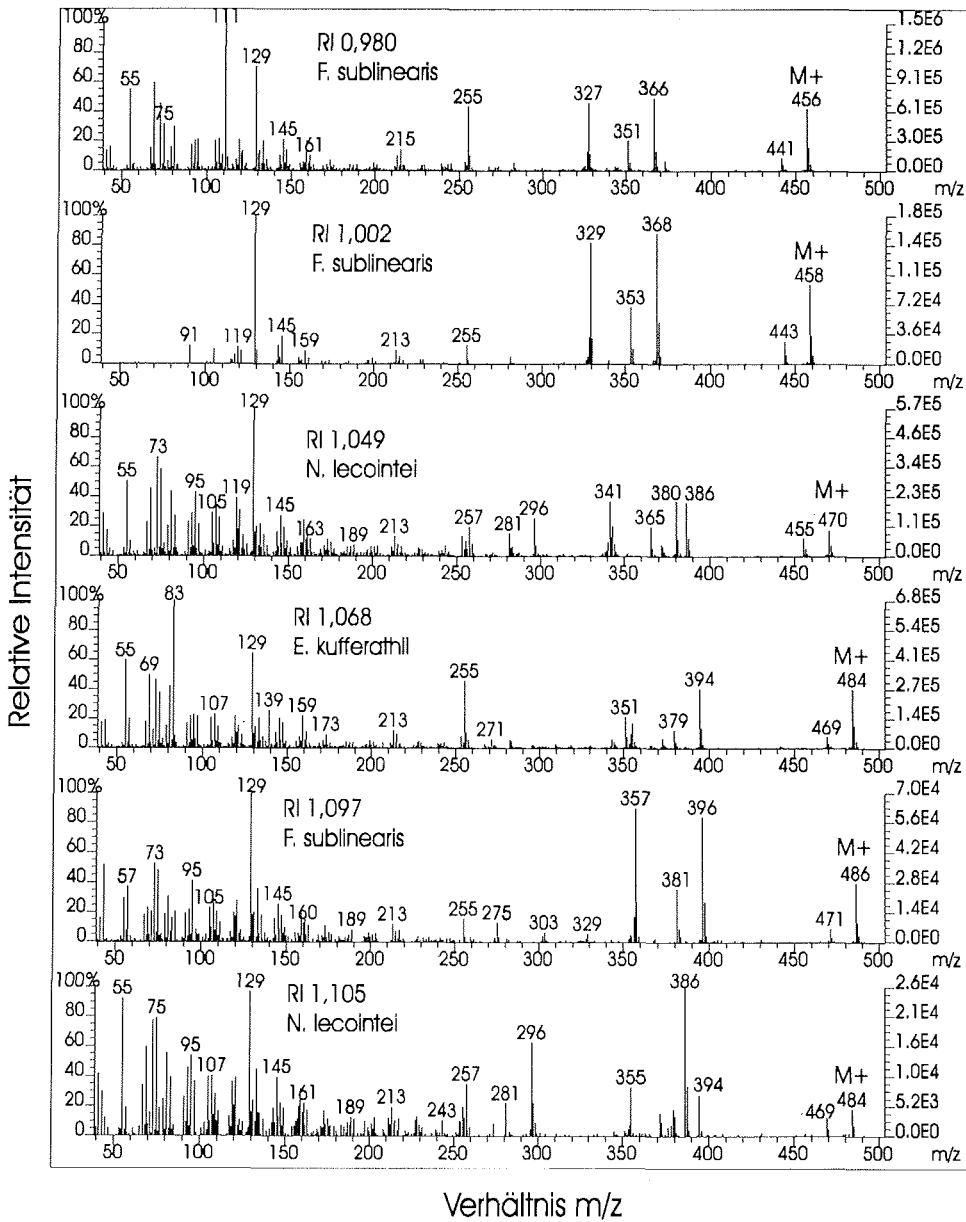 Relative Intensität
100% 111 1.5E6
RI 0,980
F. sublinearis
80 129 1.2E6
60 55 255 327 366 M+ 9.1E5
456
40 75 6.1E5
20 145 161 215 351 441 3.0E5
0 0.0E0
50 100 150 200 250 300 350 400 450 500 m/z
100% 129 1.8E5
RI 1,002
F. sublinearis
80 329 368 M+ 1.4E5
60 458 1.1E5
40 353 7.2E4
20 91 119 145 159 213 255 443 3.6E4
0 0.0E0
50 100 150 200 250 300 350 400 450 500 m/z
100% 129 5.7E5
RI 1,049
N. lecointei
80 73 4.6E5
60 55 95 3.4E5
40 105 119 341 380 386 M+ 2.3E5
20 145 163 189 213 257 281 296 365 455 470 1.1E5
0 0.0E0
50 100 150 200 250 300 350 400 450 500 m/z
100% 83 6.8E5
RI 1,068
E. kufferathii
80 55 69 129 5.4E5
60 255 M+ 4.1E5
40 107 139 159 394 484 2.7E5
20 173 213 271 351 379 469 1.4E5
0 0.0E0
50 100 150 200 250 300 350 400 450 500 m/z
100% 129 357 7.0E4
RI 1,097
F. sublinearis
80 396 5.6E4
60 73 M+ 4.2E4
40 57 95 105 145 381 486 2.8E4
20 160 189 213 255 275 303 329 471 1.4E4
0 0.0E0
50 100 150 200 250 300 350 400 450 500 m/z
100% 55 129 386 2.6E4
RI 1,105
N. lecointei
80 75 2.1E4
60 95 296 1.6E4
40 107 145 257 355 M+ 1.0E4
20 161 189 213 243 281 394 469 484 5.2E3
0 0.0E0
50 100 150 200 250 300 350 400 450 500 m/z
Verhältnis m/z